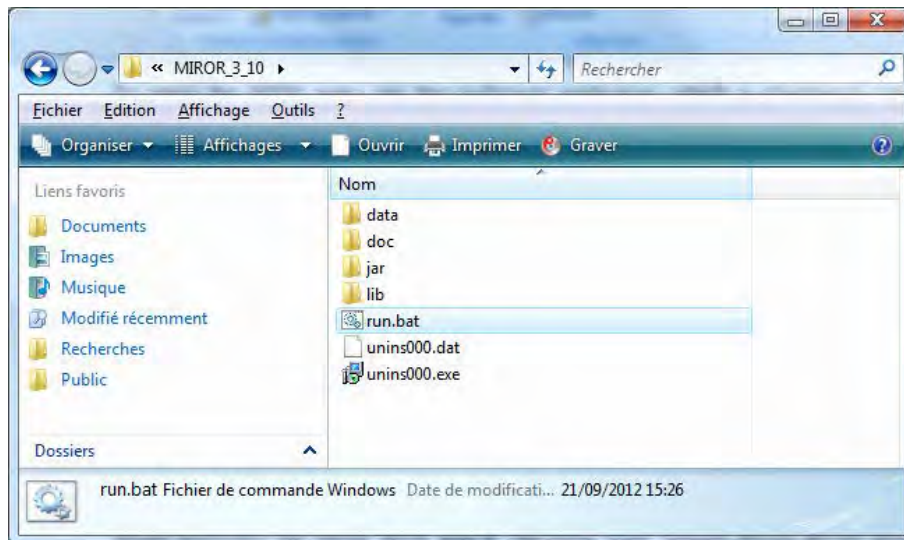 « MIROR_3_10
Rechercher
Fichier Edition Affichage Outils ?
Organiser Affichages Ouvrir Imprimer Graver
Liens favoris
Documents
Images
Musique
Modifié récemment
Recherches
Public
Dossiers
Nom
data
doc
jar
lib
run.bat
unins000.dat
unins000.exe
run.bat Fichier de commande Windows Date de modificati... 21/09/2012 15:26